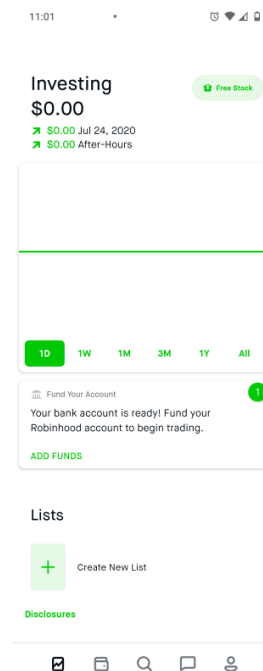 11:01
Investing
$0.00
Free Stock
$0.00 Jul 24, 2020
$0.00 After-Hours
1D 1W 1M 3M 1Y All
Fund Your Account
1
Your bank account is ready! Fund your
Robinhood account to begin trading.
ADD FUNDS
Lists
Create New List
Disclosures